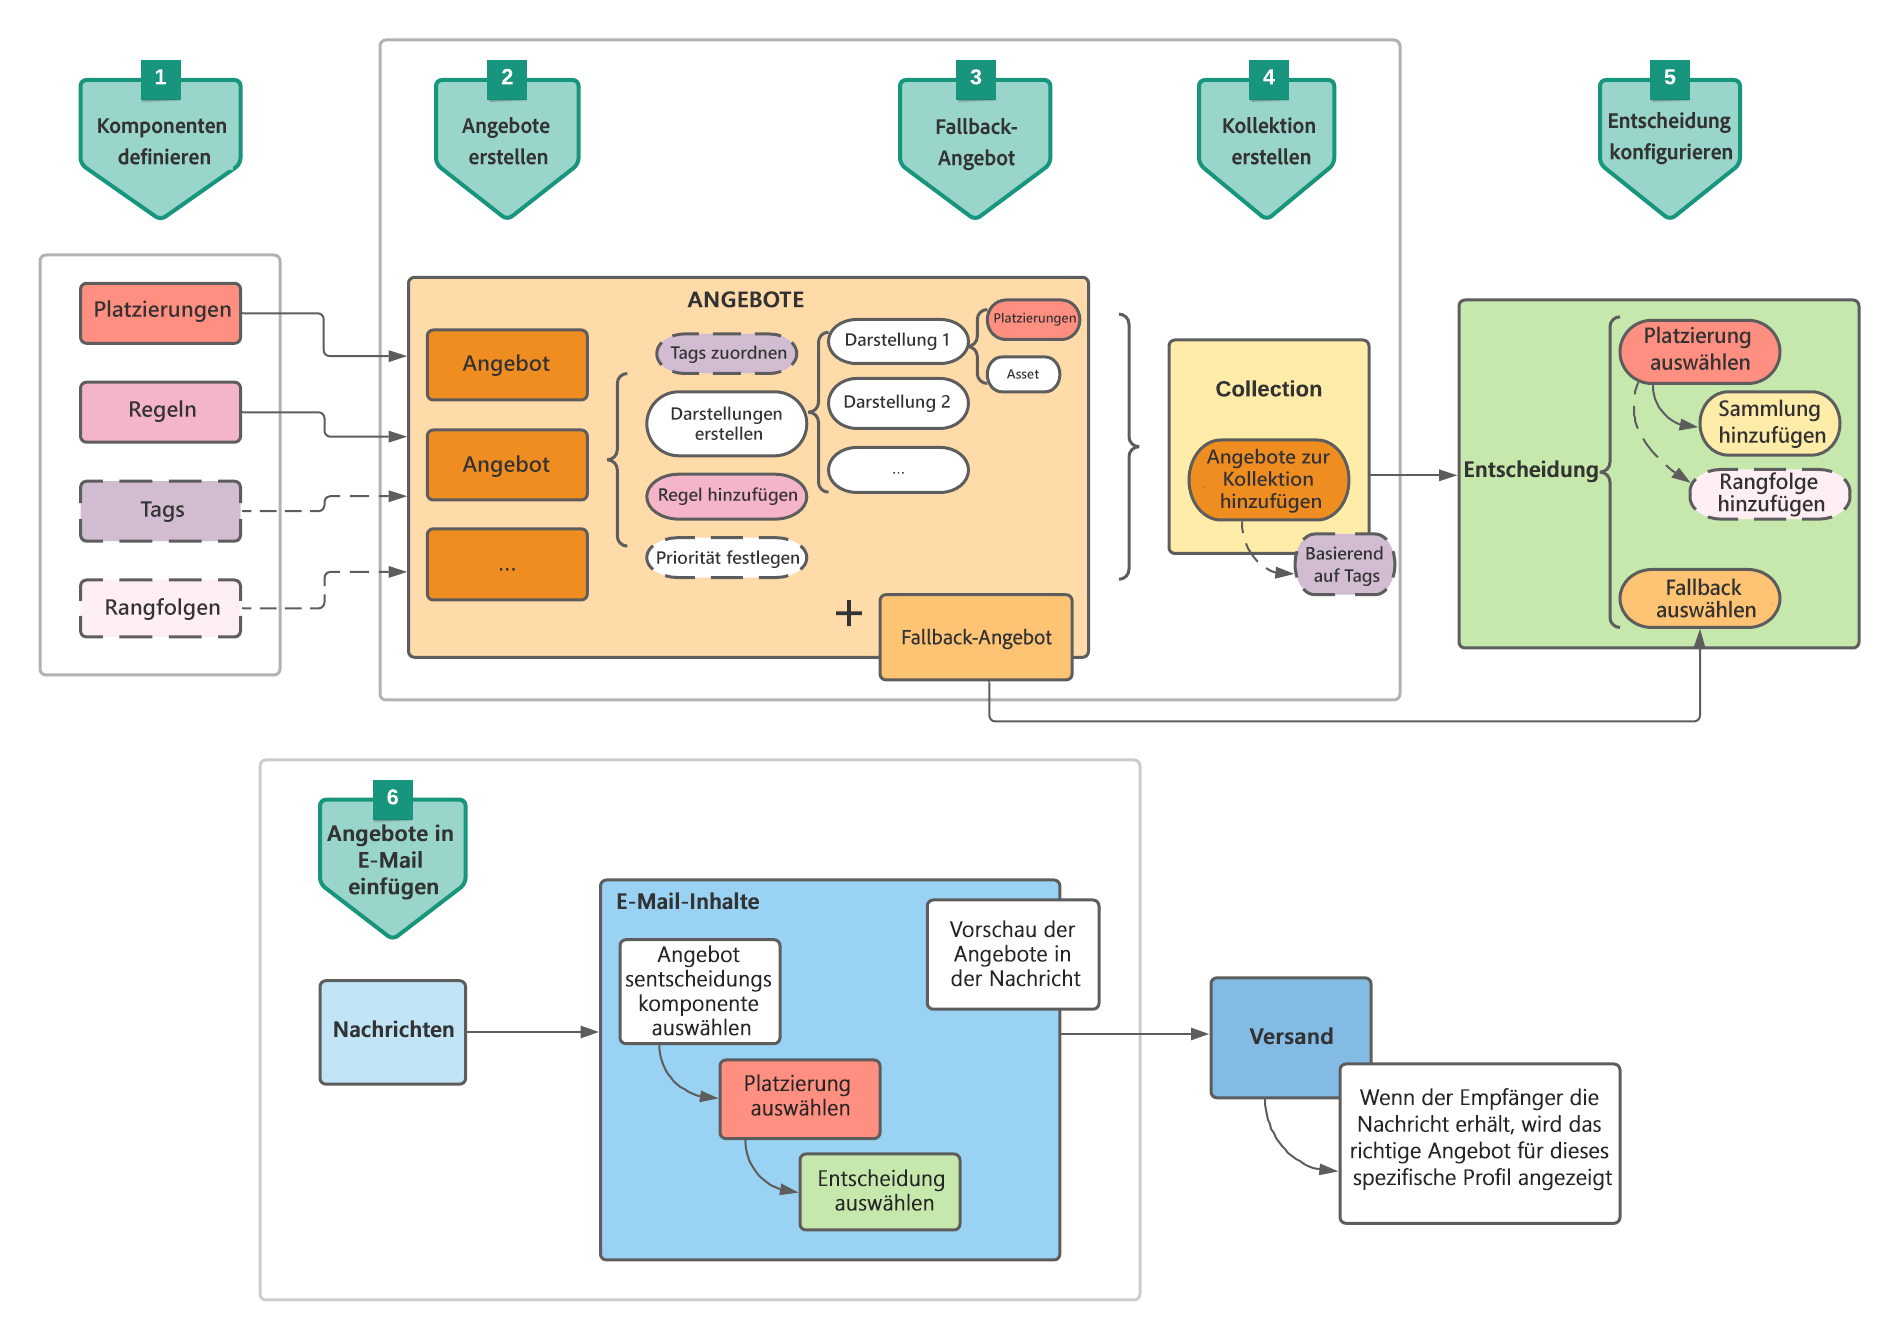 1
Komponenten
definieren
2
Angebote
erstellen
3
Fallback-
Angebot
4
Kollektion
erstellen
5
Entscheidung
konfigurieren
Platzierungen
Regeln
Tags
Rangfolgen
ANGEBOTE
Angebot
Angebot
...
Tags zuordnen
Darstellungen
erstellen
Regel hinzufügen
Priorität festlegen
Darstellung 1
Darstellung 2
...
Platzierungen
Asset
+
Fallback-Angebot
Collection
Angebote zur
Kollektion
hinzufügen
Basierend
auf Tags
Entscheidung
Platzierung
auswählen
Sammlung
hinzufügen
Rangfolge
hinzufügen
Fallback
auswählen
6
Angebote in
E-Mail
einfügen
Nachrichten
E-Mail-Inhalte
Angebot
sentscheidungs
komponente
auswählen
Platzierung
auswählen
Entscheidung
auswählen
Vorschau der
Angebote in
der Nachricht
Versand
Wenn der Empfänger die
Nachricht erhält, wird das
richtige Angebot für dieses
spezifische Profil angezeigt